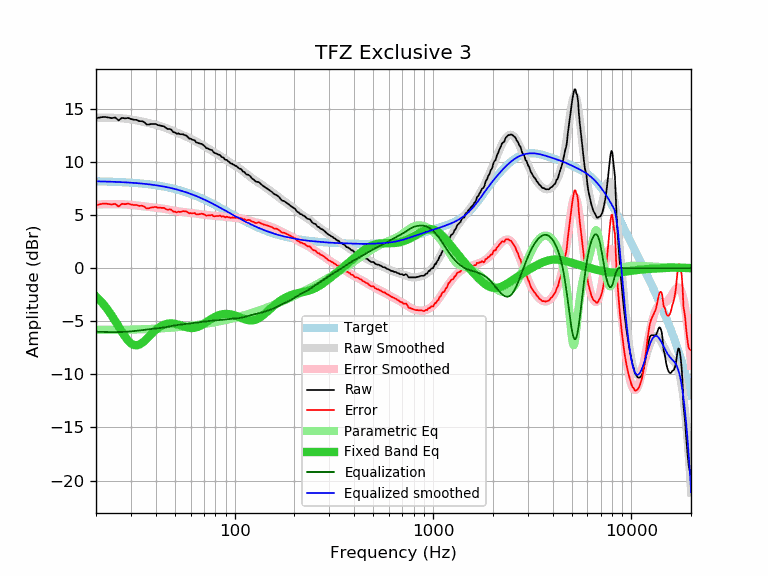 TFZ Exclusive 3
Amplitude (dBr)
15
10
5
0
−5
−10
−15
−20
Target
Raw Smoothed
Error Smoothed
Raw
Error
Parametric Eq
Fixed Band Eq
Equalization
Equalized smoothed
100
1000
10000
Frequency (Hz)